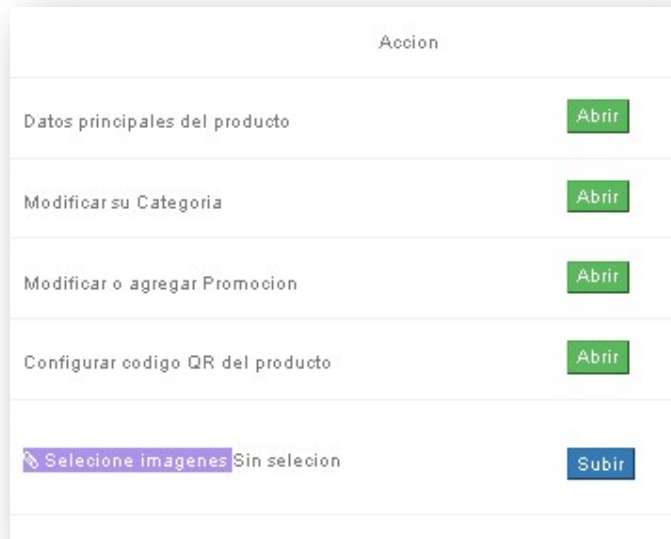 Accion
Datos principales del producto Abrir
Modificar su Categoria Abrir
Modificar o agregar Promocion Abrir
Configurar codigo QR del producto Abrir
Selecione imagenes Sin selecion Subir